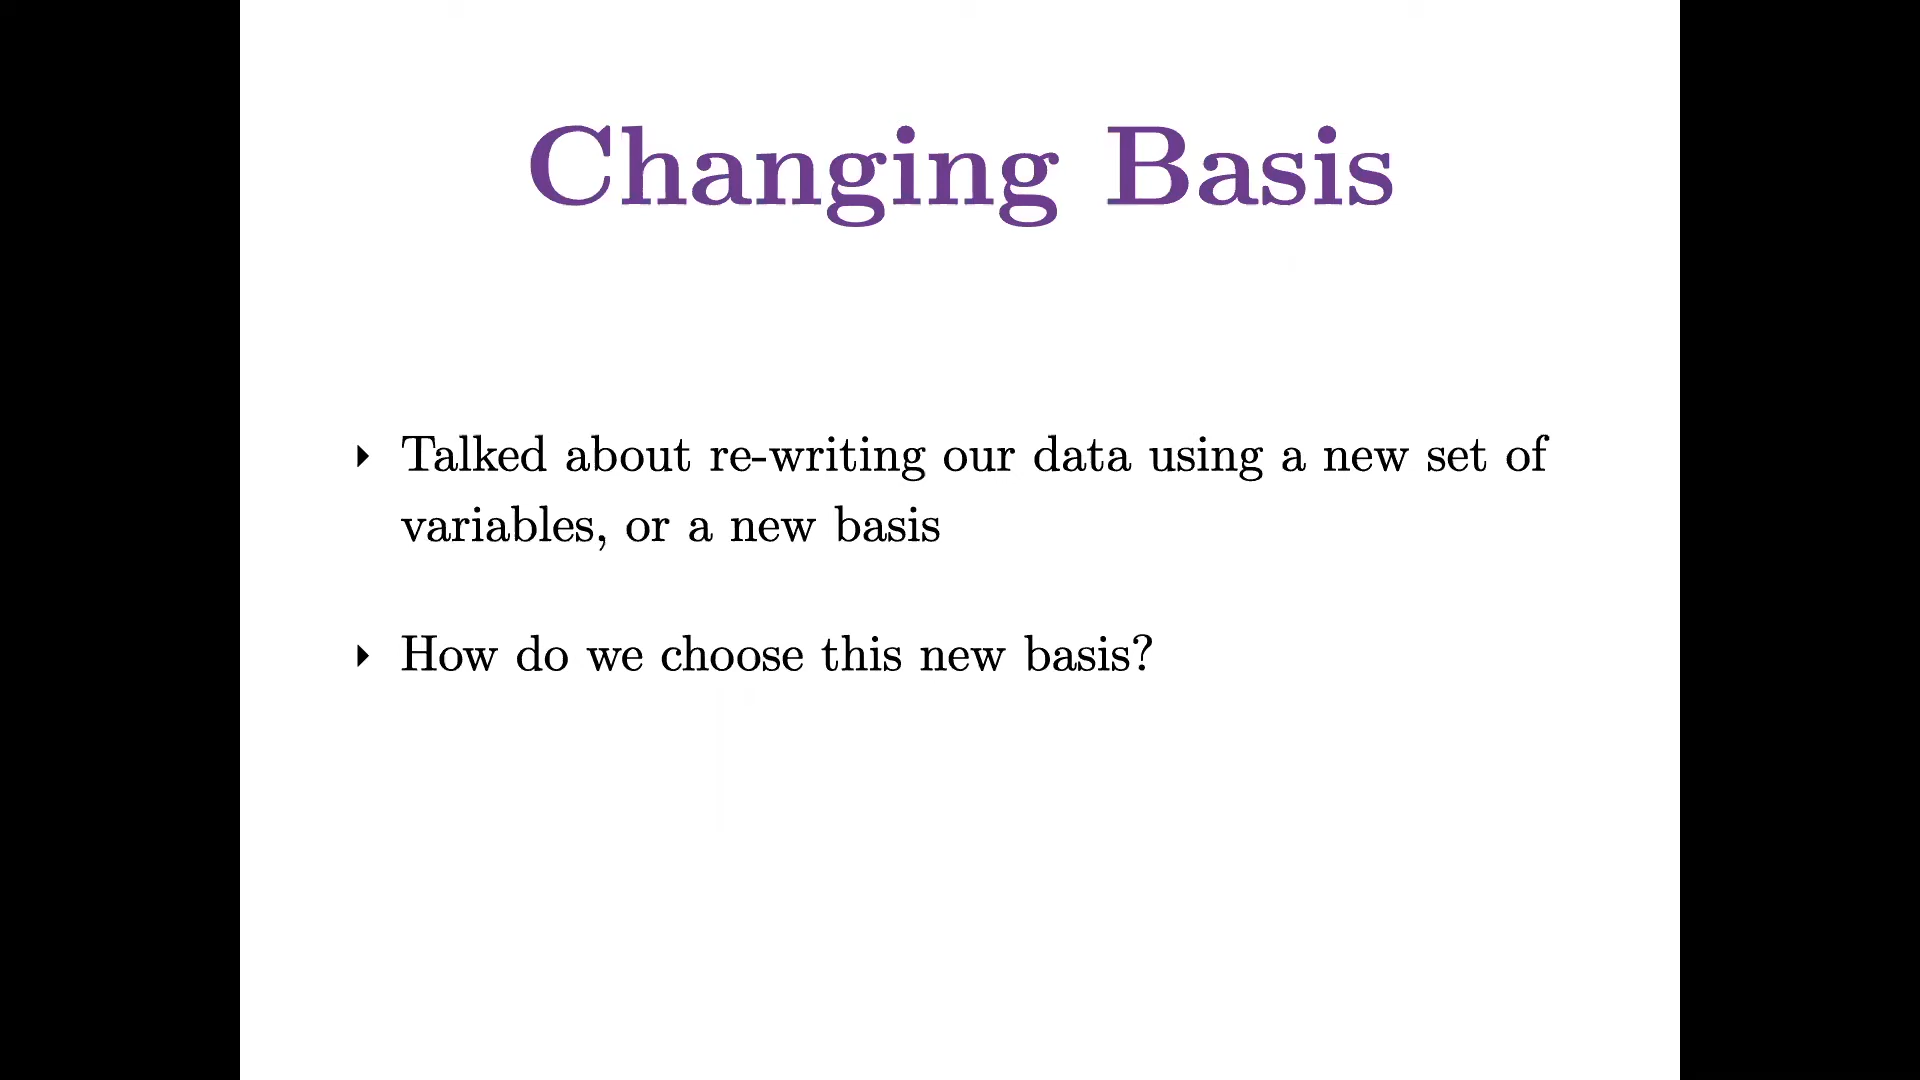 Changing Basis
‣ Talked about re-writing our data using a new set of
variables, or a new basis
‣ How do we choose this new basis?